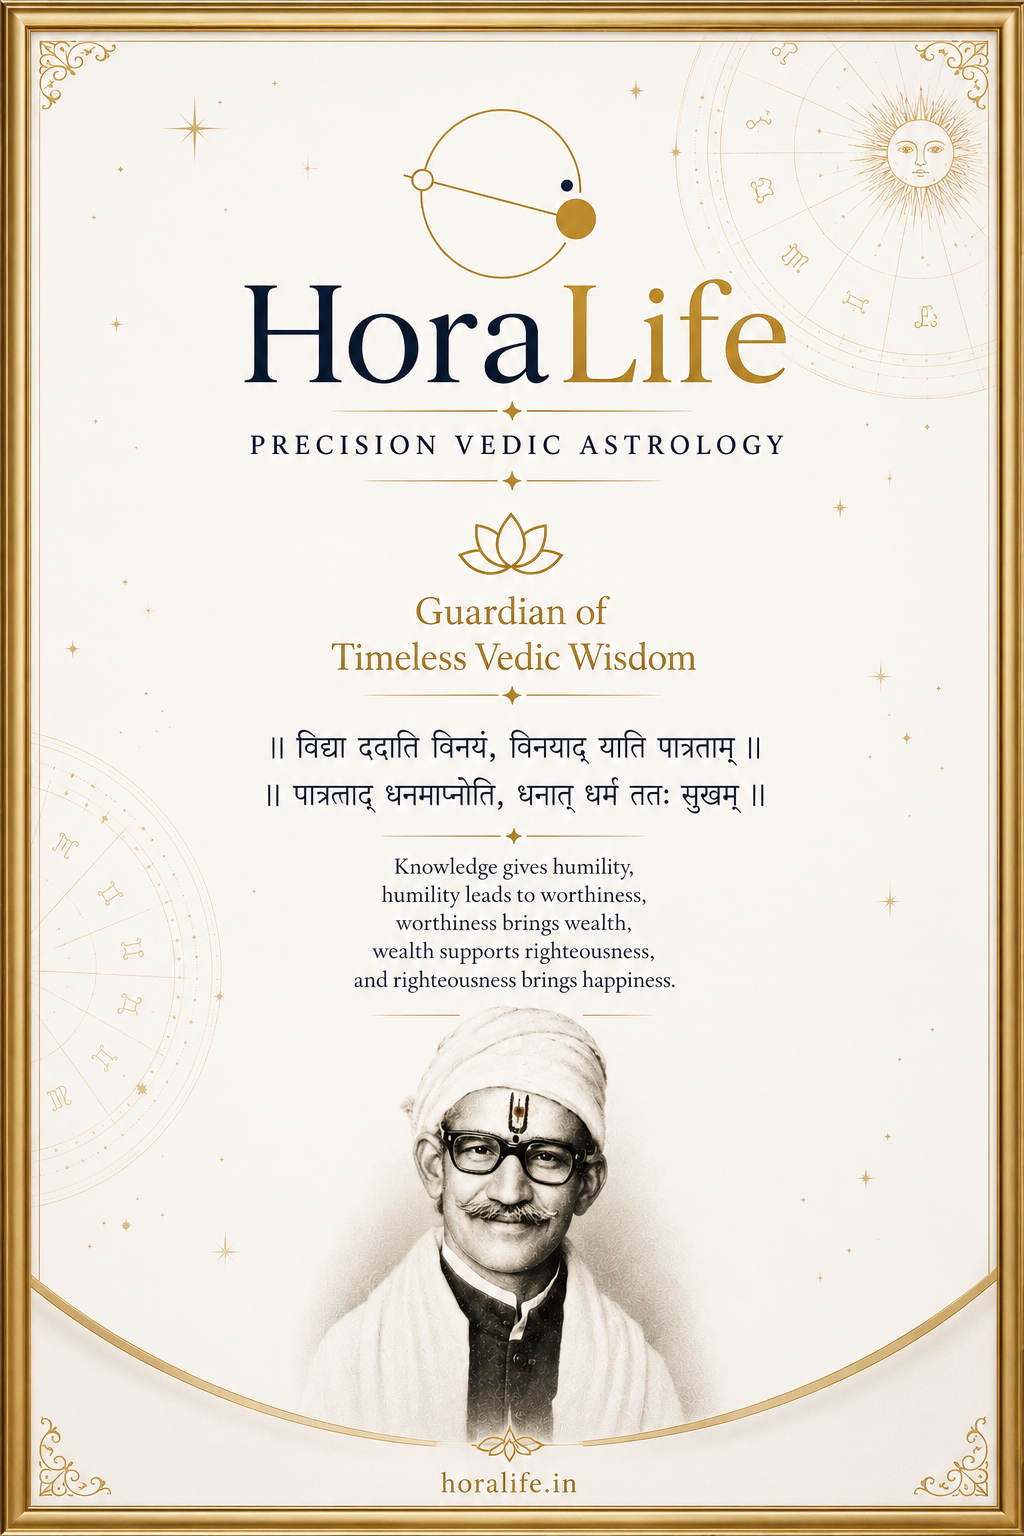 HoraLife
PRECISION VEDIC ASTROLOGY
Guardian of
Timeless Vedic Wisdom
॥ विद्या ददाति विनयं, विनयाद् याति पात्रताम् ॥
॥ पात्रताद् धनमाप्नोति, धनात् धर्म ततः सुखम् ॥
Knowledge gives humility,
humility leads to worthiness,
worthiness brings wealth,
wealth supports righteousness,
and righteousness brings happiness.
horalife.in